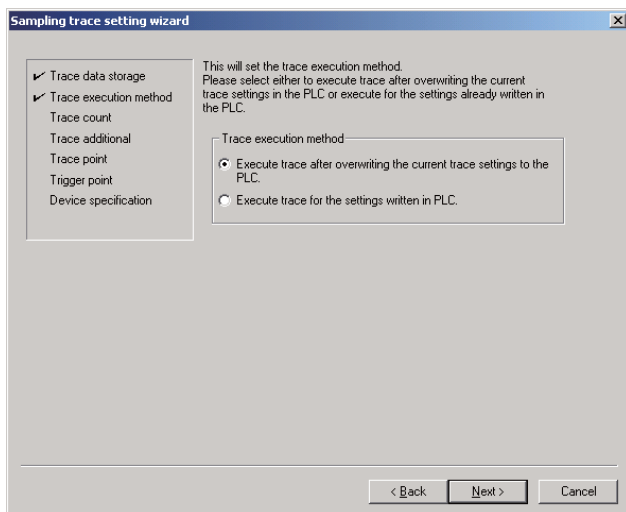 Sampling trace setting wizard
Trace data storage
Trace execution method
Trace count
Trace additional
Trace point
Trigger point
Device specification
This will set the trace execution method.
Please select either to execute trace after overwriting the current
trace settings in the PLC or execute for the settings already written in
the PLC.
Trace execution method
Execute trace after overwriting the current trace settings to the
PLC.
Execute trace for the settings written in PLC.
< Back
Next >
Cancel